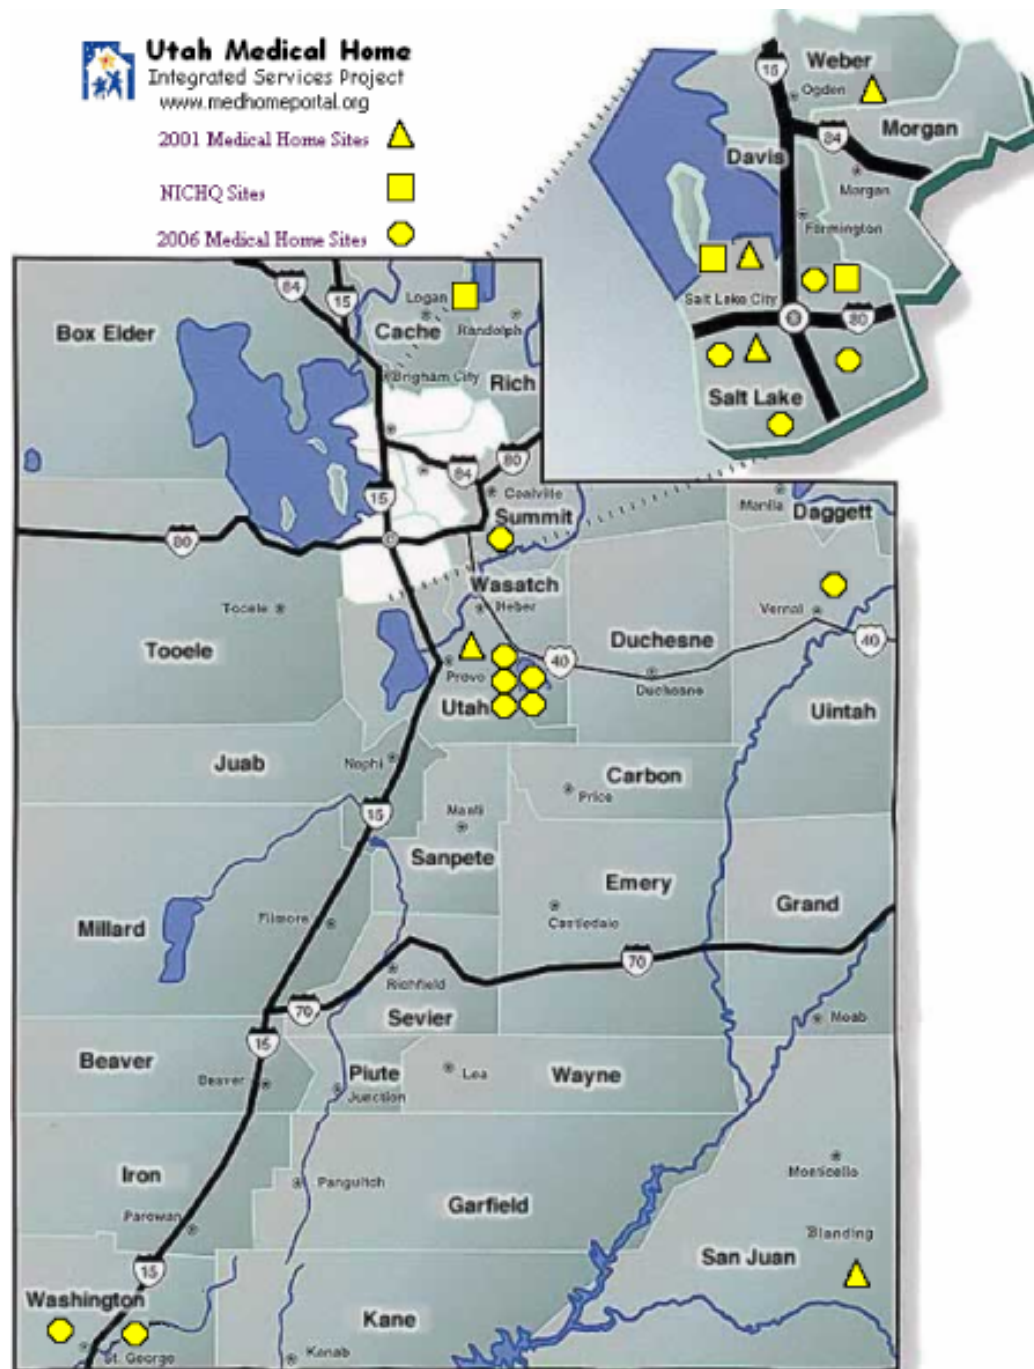 Utah Medical Home
Integrated Services Project
www.medhomeportal.org
2001 Medical Home Sites
NICHQ Sites
2006 Medical Home Sites
15
Weber
Ogden
84
Morgan
Davis
Morgan
Farmington
Salt Lake City
80
Salt Lake
84
15
Logan
Cache
Randolph
Box Elder
Brigham City
Rich
84
80
15
Coalville
Summit
Manila
Daggett
80
Wasatch
Heber
Tooele
Vernal
Tooele
Duchesne
40
40
Provo
Duchesne
Utah
Uintah
Juab
Nephi
Carbon
Price
15
Manti
Sanpete
Emery
Grand
Castledale
Millard
Filmore
70
Richfield
70
Sevier
Moab
15
Beaver
Beaver
Piute
Loa
Wayne
Junction
Iron
Monticello
Panguitch
Garfield
Parowan
Blanding
15
San Juan
Washington
Kane
St. George
Kanab